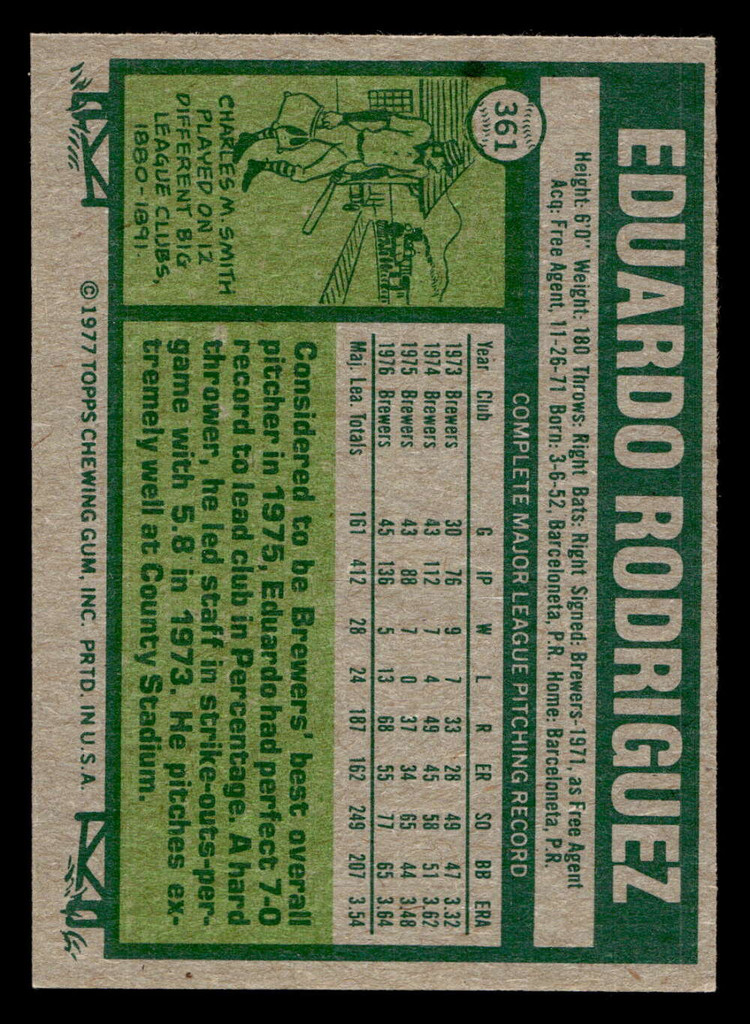 361
EDUARDO RODRIGUEZ
Height: 6'0" Weight: 180 Throws: Right Bats: Right Signed: Brewers-1971, as Free Agent
Acq: Free Agent, 11-26-71 Born: 3-6-52, Barceloneta, P.R. Home: Barceloneta, P.R.
COMPLETE MAJOR LEAGUE PITCHING RECORD
Year Club G IP W L R ER SO BB ERA
1973 Brewers 30 76 9 7 33 28 49 47 3.32
1974 Brewers 43 112 7 4 49 45 58 51 3.62
1975 Brewers 43 88 7 0 37 34 65 44 3.48
1976 Brewers 45 136 5 13 68 55 77 65 3.64
Maj. Lea Totals 161 412 28 24 187 162 249 207 3.54
CHARLES M. SMITH
PLAYED ON 12
DIFFERENT BIG
LEAGUE CLUBS,
1880-1891.
Considered to be Brewers' best overall
pitcher in 1975, Eduardo had perfect 7-0
record to lead club in Percentage. A hard
thrower, he led staff in strike-outs-per-
game with 5.8 in 1973. He pitches ex-
tremely well at County Stadium.
© 1977 TOPPS CHEWING GUM, INC. PRTD. IN U.S.A.